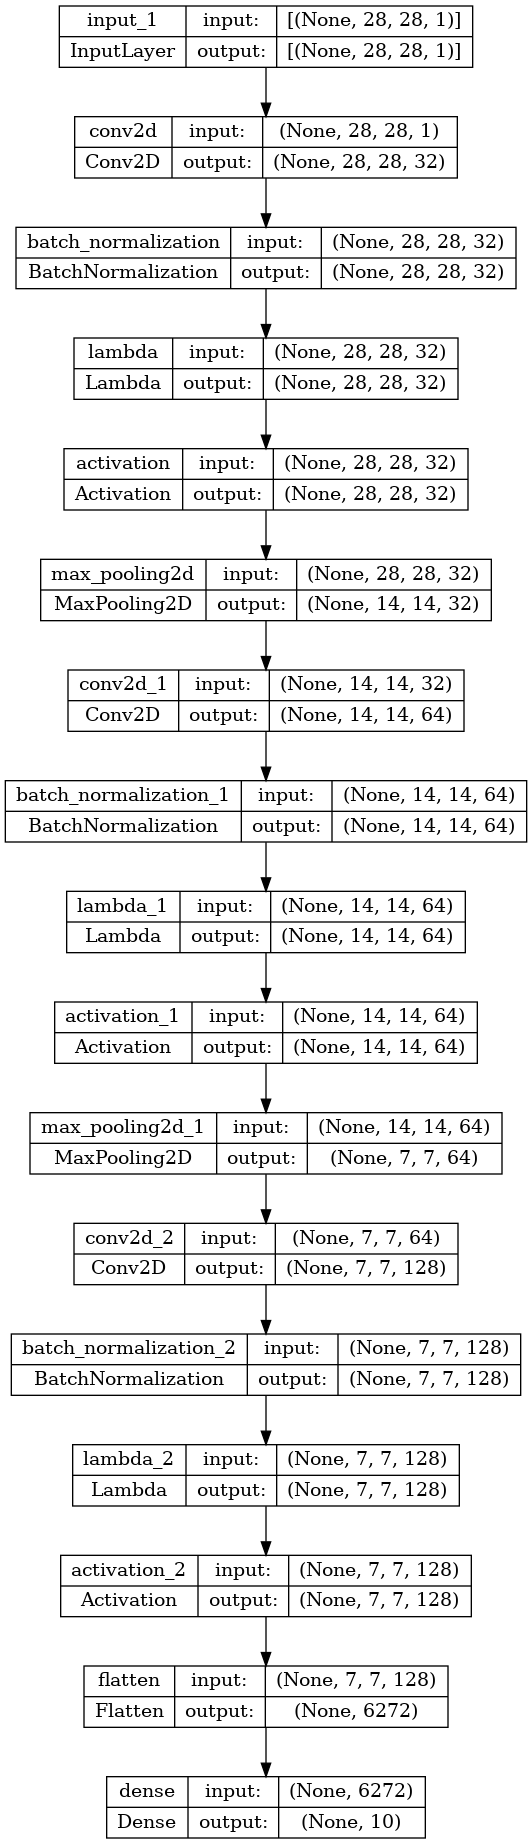 input_1 input: [(None, 28, 28, 1)]
InputLayer output: [(None, 28, 28, 1)]
conv2d input: (None, 28, 28, 1)
Conv2D output: (None, 28, 28, 32)
batch_normalization input: (None, 28, 28, 32)
BatchNormalization output: (None, 28, 28, 32)
lambda input: (None, 28, 28, 32)
Lambda output: (None, 28, 28, 32)
activation input: (None, 28, 28, 32)
Activation output: (None, 28, 28, 32)
max_pooling2d input: (None, 28, 28, 32)
MaxPooling2D output: (None, 14, 14, 32)
conv2d_1 input: (None, 14, 14, 32)
Conv2D output: (None, 14, 14, 64)
batch_normalization_1 input: (None, 14, 14, 64)
BatchNormalization output: (None, 14, 14, 64)
lambda_1 input: (None, 14, 14, 64)
Lambda output: (None, 14, 14, 64)
activation_1 input: (None, 14, 14, 64)
Activation output: (None, 14, 14, 64)
max_pooling2d_1 input: (None, 14, 14, 64)
MaxPooling2D output: (None, 7, 7, 64)
conv2d_2 input: (None, 7, 7, 64)
Conv2D output: (None, 7, 7, 128)
batch_normalization_2 input: (None, 7, 7, 128)
BatchNormalization output: (None, 7, 7, 128)
lambda_2 input: (None, 7, 7, 128)
Lambda output: (None, 7, 7, 128)
activation_2 input: (None, 7, 7, 128)
Activation output: (None, 7, 7, 128)
flatten input: (None, 7, 7, 128)
Flatten output: (None, 6272)
dense input: (None, 6272)
Dense output: (None, 10)